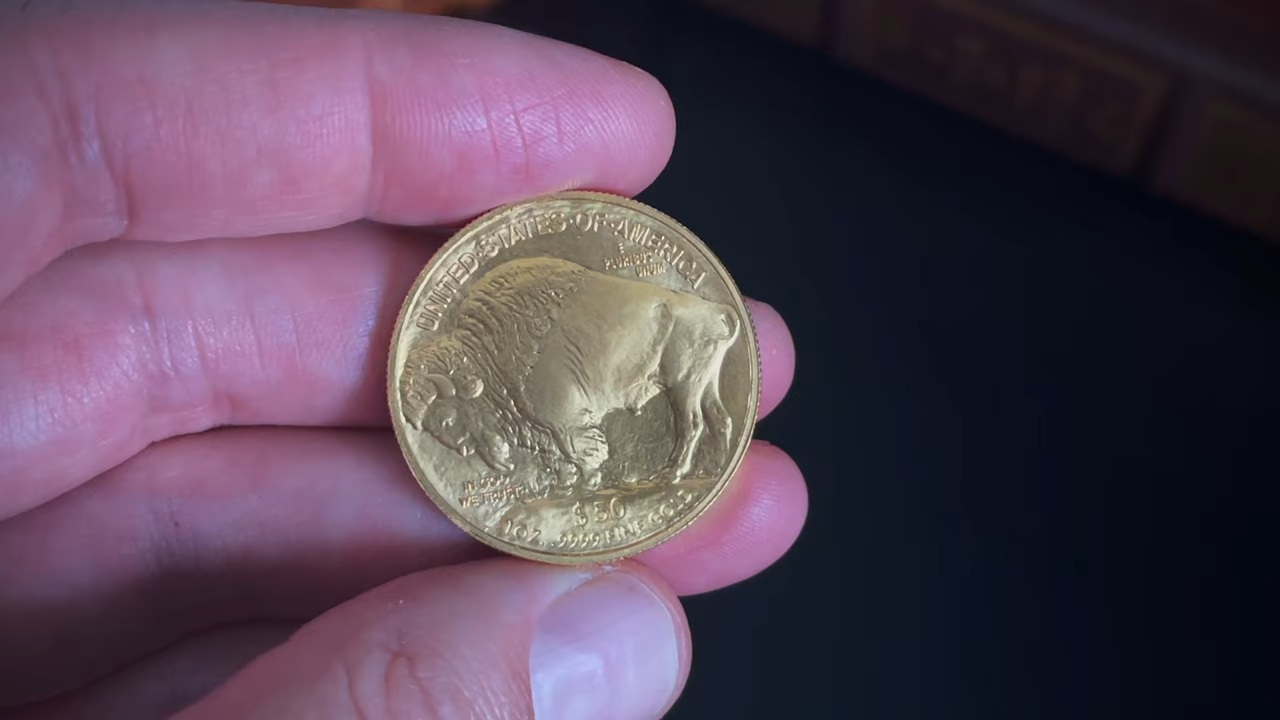 UNITED·STATES·OF·AMERICA
E
PLURIBUS
UNUM
IN GOD
WE TRUST
$50
1 OZ. .9999 FINE GOLD